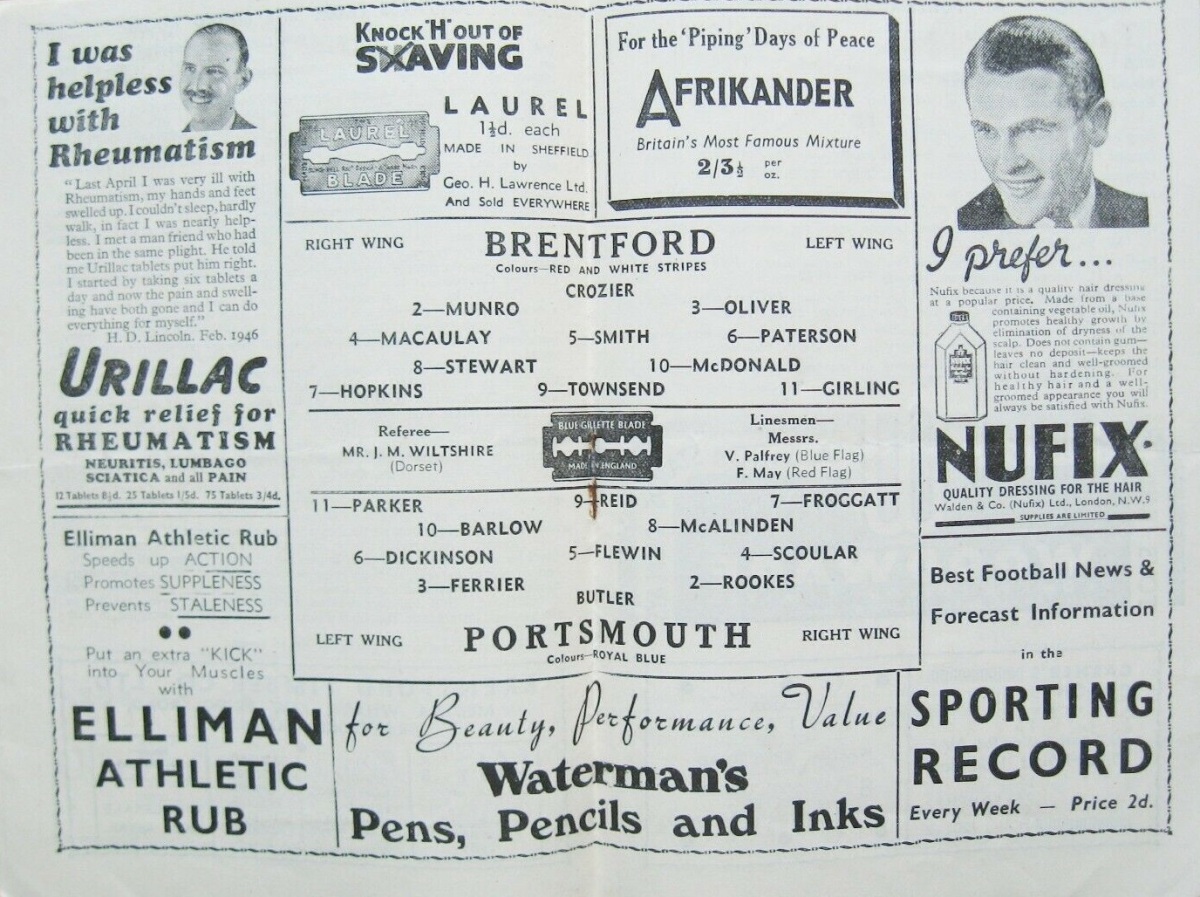 I was
helpless
with
Rheumatism
"Last April I was very ill with
Rheumatism, my hands and feet
swelled up. I couldn't sleep, hardly
walk, in fact I was nearly help-
less. I met a man friend who had
been in the same plight. He told
me Urillac tablets put him right.
I started by taking six tablets a
day and now the pain and swell-
ing have both gone and I can do
everything for myself."
H. D. Lincoln. Feb. 1946
URILLAC
quick relief for
RHEUMATISM
NEURITIS, LUMBAGO
SCIATICA and all PAIN
12 Tablets 8½d. 25 Tablets 1/5d. 75 Tablets 3/4d.
Elliman Athletic Rub
Speeds up ACTION
Promotes SUPPLENESS
Prevents STALENESS
Put an extra "KICK"
into Your Muscles
with
ELLIMAN
ATHLETIC
RUB
KNOCK "H" OUT OF
SHAVING
LAUREL
BLADE
LAUREL
1½d. each
MADE IN SHEFFIELD
by
Geo. H. Lawrence Ltd.
And Sold EVERYWHERE
For the 'Piping' Days of Peace
AFRIKANDER
Britain's Most Famous Mixture
2/3½ per oz.
RIGHT WING BRENTFORD LEFT WING
Colours—RED AND WHITE STRIPES
CROZIER
2—MUNRO 3—OLIVER
4—MACAULAY 5—SMITH 6—PATERSON
8—STEWART 10—McDONALD
7—HOPKINS 9—TOWNSEND 11—GIRLING
Referee—
MR. J. M. WILTSHIRE
(Dorset)
BLUE GILLETTE BLADE
MADE IN ENGLAND
Linesmen—
Messrs.
V. Palfrey (Blue Flag)
F. May (Red Flag)
11—PARKER 9—REID 7—FROGGATT
10—BARLOW 8—McALINDEN
6—DICKINSON 5—FLEWIN 4—SCOULAR
3—FERRIER 2—ROOKES
BUTLER
LEFT WING PORTSMOUTH RIGHT WING
Colours—ROYAL BLUE
for Beauty, Performance, Value
Waterman's
Pens, Pencils and Inks
I prefer...
Nufix because it is a quality hair dressing
at a popular price. Made from a base
containing vegetable oil, Nufix
promotes healthy growth by
elimination of dryness of the
scalp. Does not contain gum—
leaves no deposit—keeps the
hair clean and well-groomed
without hardening. For
healthy hair and a well-
groomed appearance you will
always be satisfied with Nufix.
NUFIX
QUALITY DRESSING FOR THE HAIR
Walden & Co. (Nufix) Ltd., London, N.W.9
SUPPLIES ARE LIMITED
Best Football News &
Forecast Information
in the
SPORTING
RECORD
Every Week — Price 2d.